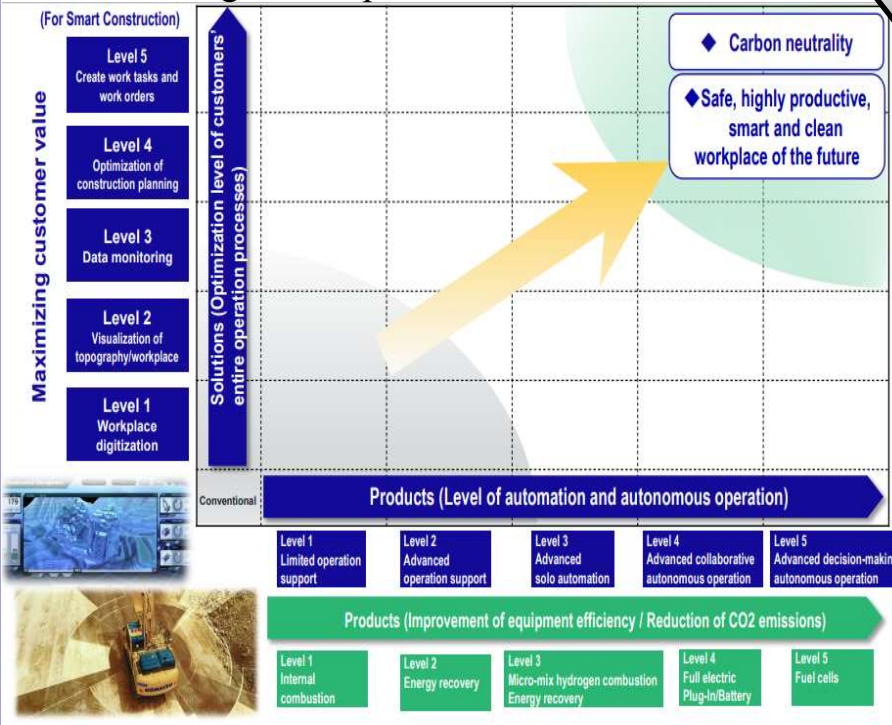 (For Smart Construction)
Level 5
Create work tasks and
work orders
Level 4
Optimization of
construction planning
Level 3
Data monitoring
Level 2
Visualization of
topography/workplace
Level 1
Workplace
digitization
Maximizing customer value
Solutions (Optimization level of customers'
entire operation processes)
◆ Carbon neutrality
◆Safe, highly productive,
smart and clean
workplace of the future
Conventional
Products (Level of automation and autonomous operation)
Level 1
Limited operation
support
Level 2
Advanced
operation support
Level 3
Advanced
solo automation
Level 4
Advanced collaborative
autonomous operation
Level 5
Advanced decision-makin
autonomous operation
179
Products (Improvement of equipment efficiency / Reduction of CO2 emissions)
Level 1
Internal
combustion
Level 2
Energy recovery
Level 3
Micro-mix hydrogen combustion
Energy recovery
Level 4
Full electric
Plug-In/Battery
Level 5
Fuel cells
KOMATSU